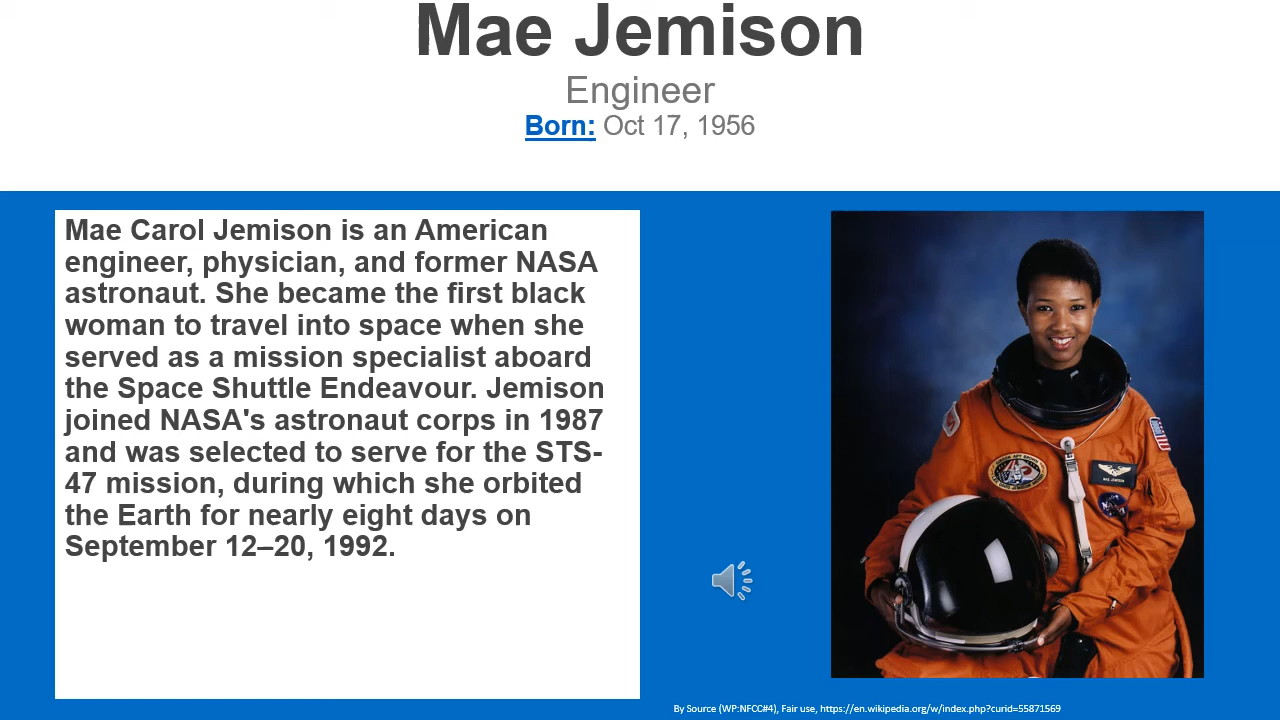 Mae Jemison
Engineer
Born: Oct 17, 1956
Mae Carol Jemison is an American
engineer, physician, and former NASA
astronaut. She became the first black
woman to travel into space when she
served as a mission specialist aboard
the Space Shuttle Endeavour. Jemison
joined NASA's astronaut corps in 1987
and was selected to serve for the STS-
47 mission, during which she orbited
the Earth for nearly eight days on
September 12–20, 1992.
MAE JEMISON
NASA
By Source (WP:NFCC#4), Fair use, https://en.wikipedia.org/w/index.php?curid=55871569